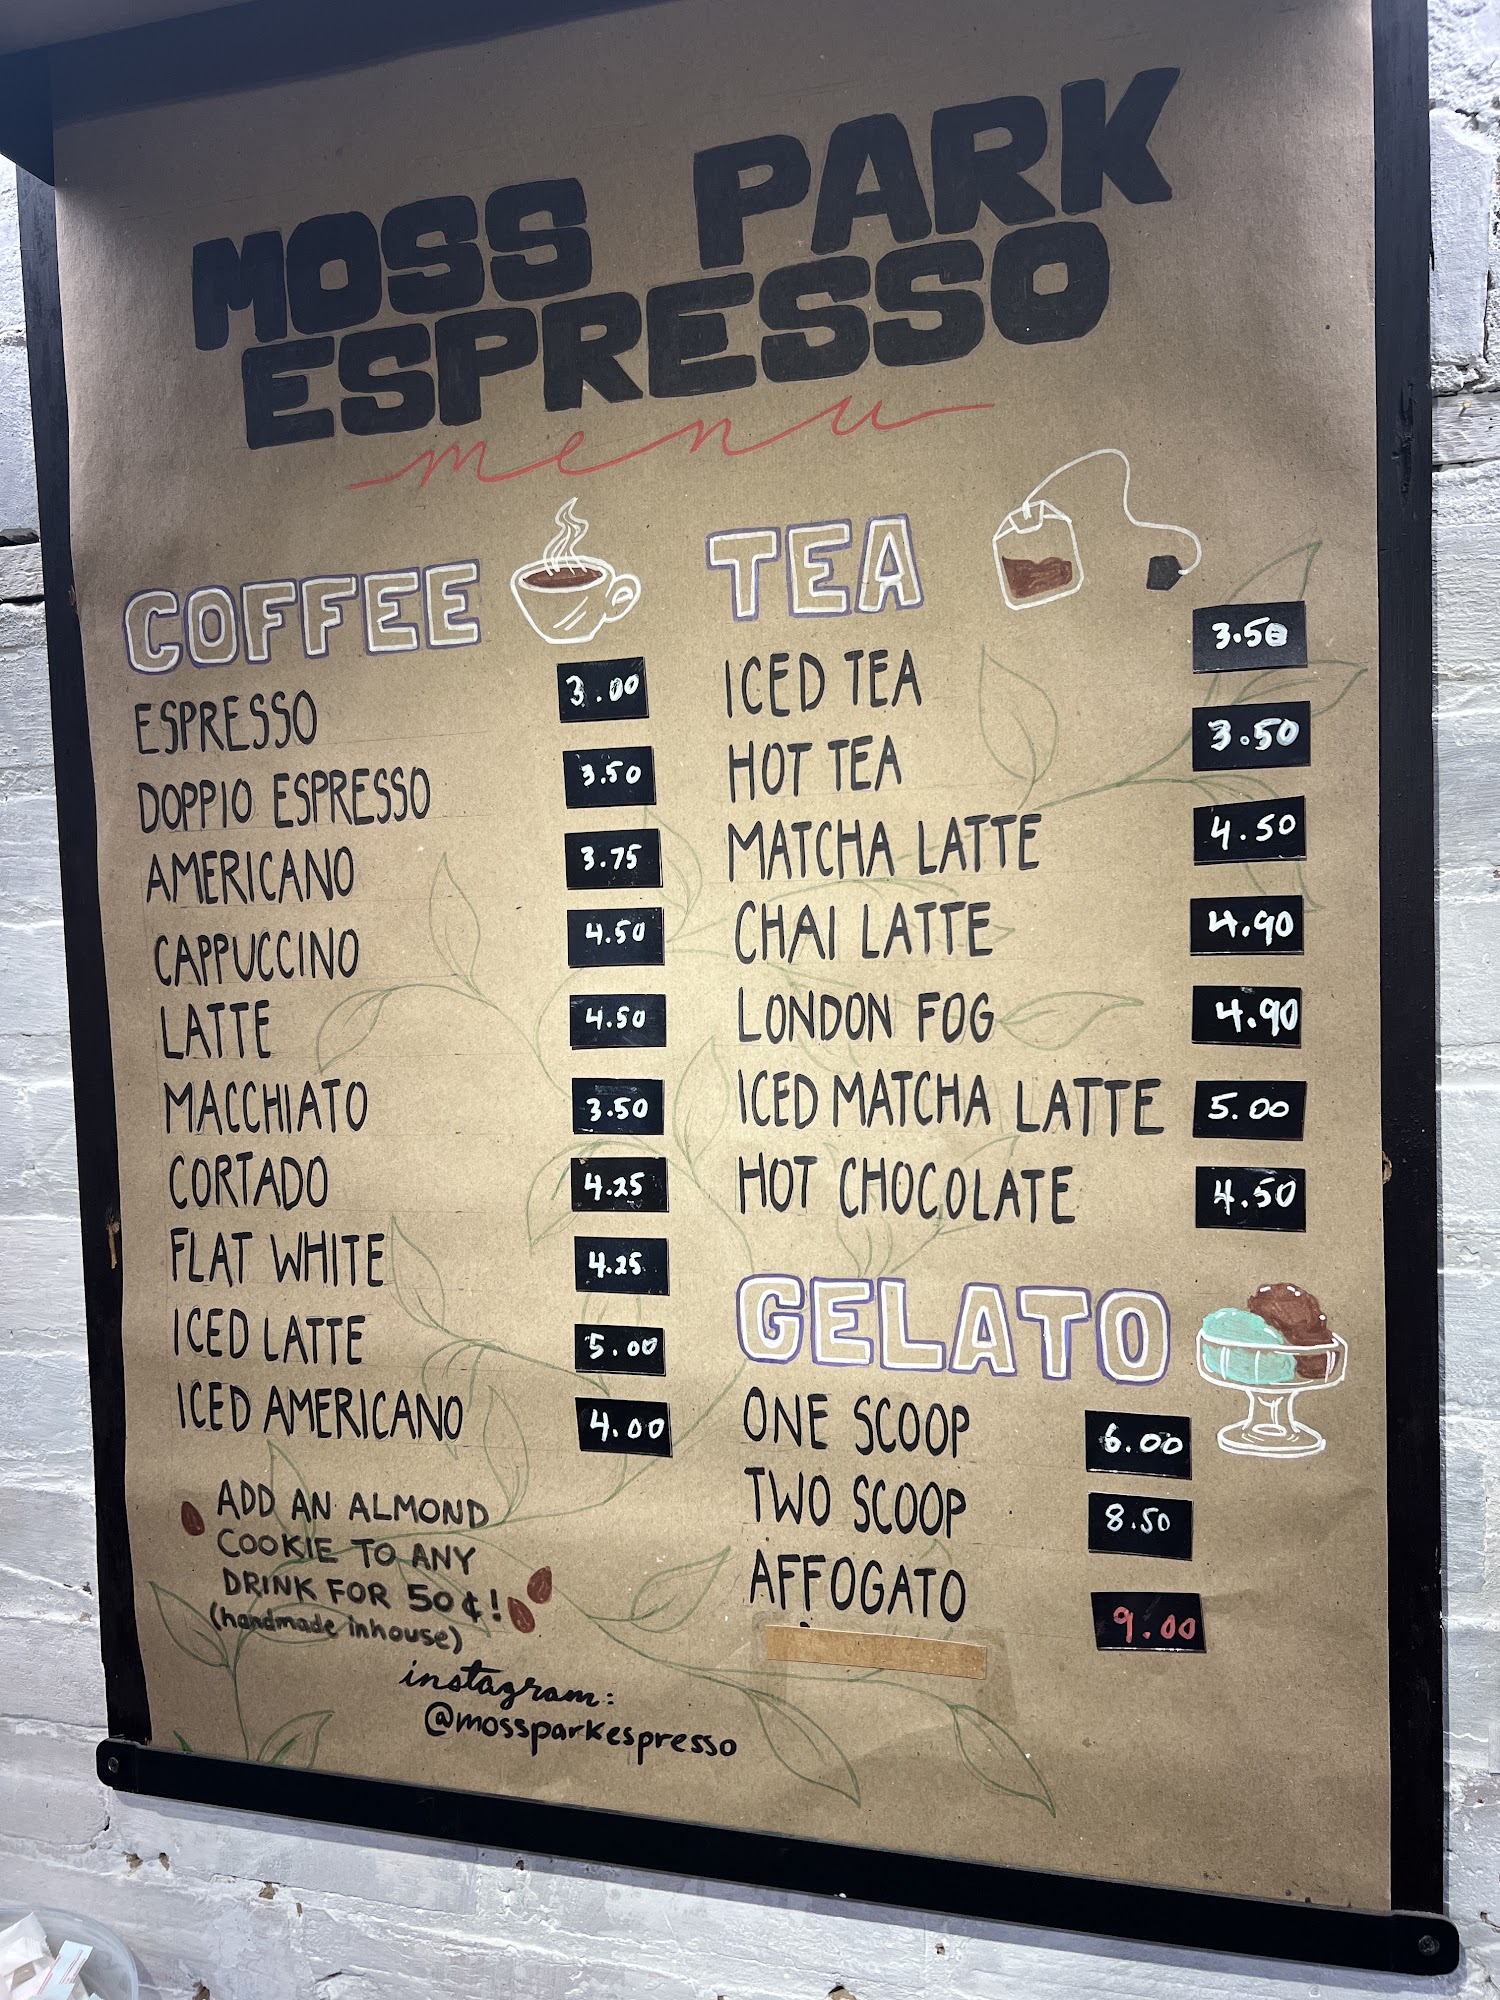 MOSS PARK
ESPRESSO
menu
COFFEE
ESPRESSO 3.00
DOPPIO ESPRESSO 3.50
AMERICANO 3.75
CAPPUCCINO 4.50
LATTE 4.50
MACCHIATO 3.50
CORTADO 4.25
FLAT WHITE 4.25
ICED LATTE 5.00
ICED AMERICANO 4.00
ADD AN ALMOND
COOKIE TO ANY
DRINK FOR 50¢!
(handmade inhouse)
instagram:
@mossparkespresso
TEA
ICED TEA 3.50
HOT TEA 3.50
MATCHA LATTE 4.50
CHAI LATTE 4.90
LONDON FOG 4.90
ICED MATCHA LATTE 5.00
HOT CHOCOLATE 4.50
GELATO
ONE SCOOP 6.00
TWO SCOOP 8.50
AFFOGATO 9.00